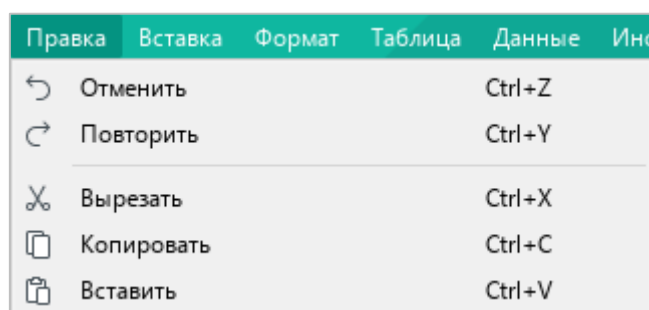 Правка Вставка Формат Таблица Данные
Отменить Ctrl+Z
Повторить Ctrl+Y
Вырезать Ctrl+X
Копировать Ctrl+C
Вставить Ctrl+V